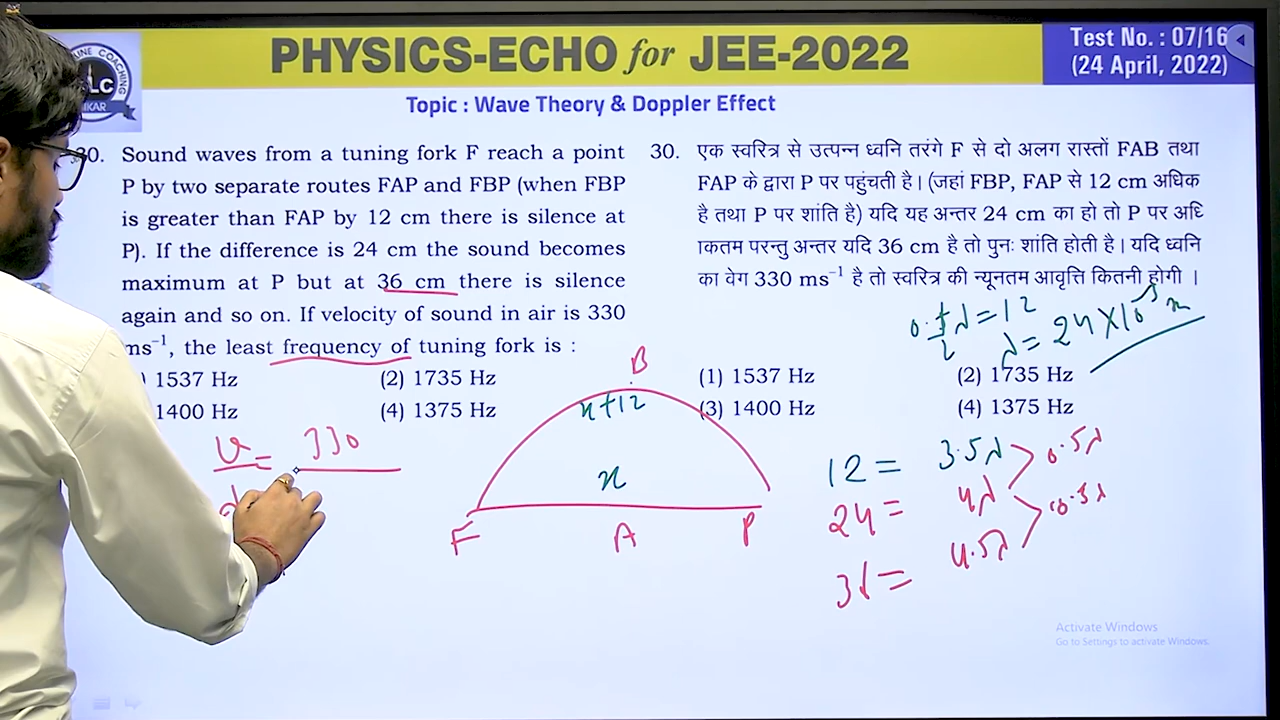 PHYSICS-ECHO for JEE-2022
Test No. : 07/16
(24 April, 2022)
LINE COACHING
LC
IKAR
Topic : Wave Theory & Doppler Effect
30. Sound waves from a tuning fork F reach a point
P by two separate routes FAP and FBP (when FBP
is greater than FAP by 12 cm there is silence at
P). If the difference is 24 cm the sound becomes
maximum at P but at 36 cm there is silence
again and so on. If velocity of sound in air is 330
ms⁻¹, the least frequency of tuning fork is :
) 1537 Hz (2) 1735 Hz
1400 Hz (4) 1375 Hz
30. एक स्वरित्र से उत्पन्न ध्वनि तरंगे F से दो अलग रास्तों FAB तथा
FAP के द्वारा P पर पहुंचती है। (जहां FBP, FAP से 12 cm अधिक
है तथा P पर शांति है) यदि यह अन्तर 24 cm का हो तो P पर अधि
कतम परन्तु अन्तर यदि 36 cm है तो पुनः शांति होती है। यदि ध्वनि
का वेग 330 ms⁻¹ है तो स्वरित्र की न्यूनतम आवृत्ति कितनी होगी ।
(1) 1537 Hz (2) 1735 Hz
(3) 1400 Hz (4) 1375 Hz
λ = 24 X 10⁻³ m
v = 330
B
x+12
x
F A P
12 = 3.5λ 0.5λ
24 = 4λ 0.5λ
36 = 4.5λ
Activate Windows
Go to Settings to activate Windows.